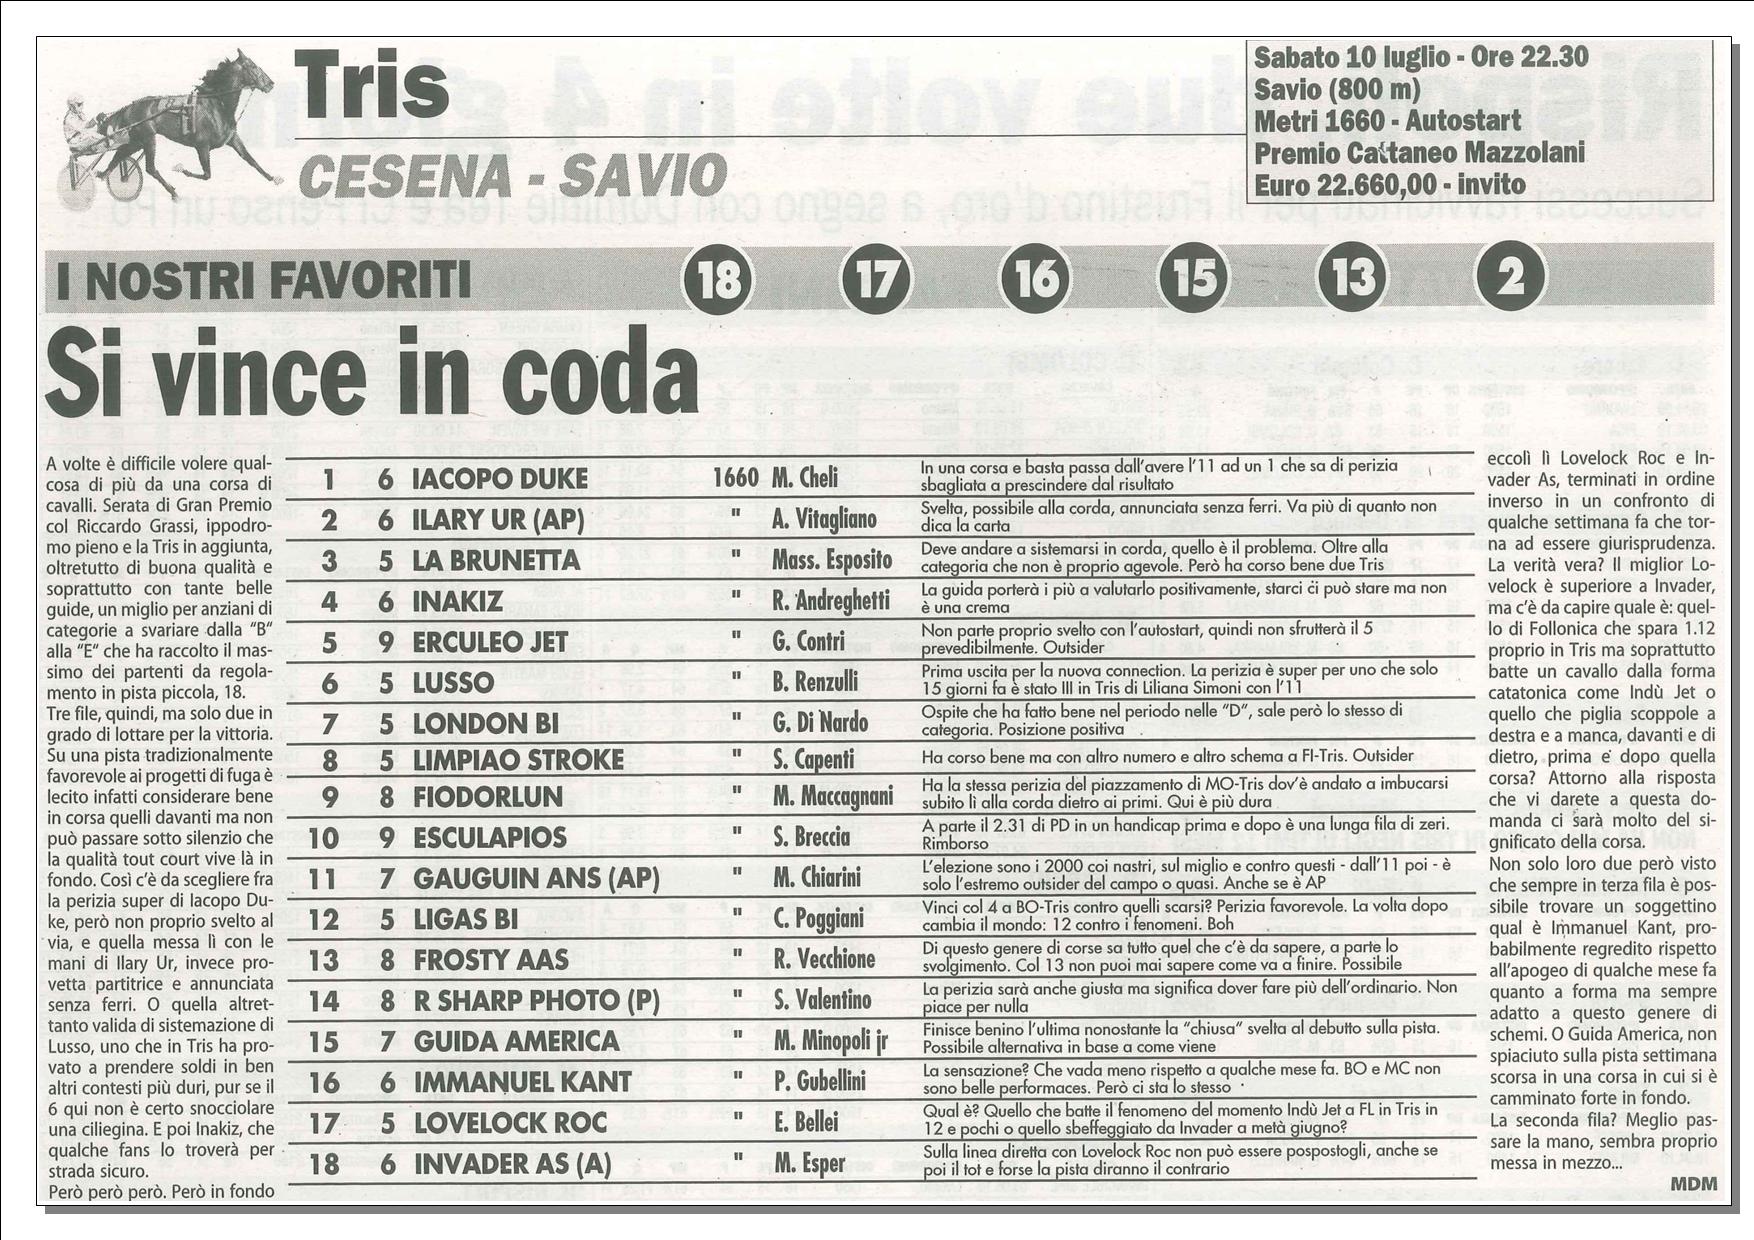 Tris
CESENA - SAVIO
Sabato 10 luglio - Ore 22.30
Savio (800 m)
Metri 1660 - Autostart
Premio Cattaneo Mazzolani
Euro 22.660,00 - invito
I NOSTRI FAVORITI 18 17 16 15 13 2
Si vince in coda
A volte è difficile volere qual-
cosa di più da una corsa di
cavalli. Serata di Gran Premio
col Riccardo Grassi, ippodro-
mo pieno e la Tris in aggiunta,
oltretutto di buona qualità e
soprattutto con tante belle
guide, un miglio per anziani di
categorie a svariare dalla "B"
alla "E" che ha raccolto il mas-
simo dei partenti da regola-
mento in pista piccola, 18.
Tre file, quindi, ma solo due in
grado di lottare per la vittoria.
Su una pista tradizionalmente
favorevole ai progetti di fuga è
lecito infatti considerare bene
in corsa quelli davanti ma non
può passare sotto silenzio che
la qualità tout court vive là in
fondo. Così c'è da scegliere fra
la perizia super di Iacopo Du-
ke, però non proprio svelto al
via, e quella messa lì con le
mani di Ilary Ur, invece pro-
vetta partitrice e annunciata
senza ferri. O quella altret-
tanto valida di sistemazione di
Lusso, uno che in Tris ha pro-
vato a prendere soldi in ben
altri contesti più duri, pur se il
6 qui non è certo snocciolare
una ciliegina. E poi Inakiz, che
qualche fans lo troverà per
strada sicuro.
Però però però. Però in fondo
1 6 IACOPO DUKE 1660 M. Cheli
In una corsa e basta passa dall'avere l'11 ad un 1 che sa di perizia
sbagliata a prescindere dal risultato
2 6 ILARY UR (AP) " A. Vitagliano
Svelta, possibile alla corda, annunciata senza ferri. Va più di quanto non
dica la carta
3 5 LA BRUNETTA " Mass. Esposito
Deve andare a sistemarsi in corda, quello è il problema. Oltre alla
categoria che non è proprio agevole. Però ha corso bene due Tris
4 6 INAKIZ " R. Andreghetti
La guida porterà i più a valutarlo positivamente, starci ci può stare ma non
è una crema
5 9 ERCULEO JET " G. Contri
Non parte proprio svelto con l'autostart, quindi non sfrutterà il 5
prevedibilmente. Outsider
6 5 LUSSO " B. Renzulli
Prima uscita per la nuova connection. La perizia è super per uno che solo
15 giorni fa è stato III in Tris di Liliana Simoni con l'11
7 5 LONDON BI " G. Di Nardo
Ospite che ha fatto bene nel periodo nelle "D", sale però lo stesso di
categoria. Posizione positiva
8 5 LIMPIAO STROKE " S. Capenti
Ha corso bene ma con altro numero e altro schema a FI-Tris. Outsider
9 8 FIODORLUN " M. Maccagnani
Ha la stessa perizia del piazzamento di MO-Tris dov'è andato a imbucarsi
subito lì alla corda dietro ai primi. Qui è più dura
10 9 ESCULAPIOS " S. Breccia
A parte il 2.31 di PD in un handicap prima e dopo è una lunga fila di zeri.
Rimborso
11 7 GAUGUIN ANS (AP) " M. Chiarini
L'elezione sono i 2000 coi nastri, sul miglio e contro questi - dall'11 poi - è
solo l'estremo outsider del campo o quasi. Anche se è AP
12 5 LIGAS BI " C. Poggiani
Vinci col 4 a BO-Tris contro quelli scarsi? Perizia favorevole. La volta dopo
cambia il mondo: 12 contro i fenomeni. Boh
13 8 FROSTY AAS " R. Vecchione
Di questo genere di corse sa tutto quel che c'è da sapere, a parte lo
svolgimento. Col 13 non puoi mai sapere come va a finire. Possibile
14 8 R SHARP PHOTO (P) " S. Valentino
La perizia sarà anche giusta ma significa dover fare più dell'ordinario. Non
piace per nulla
15 7 GUIDA AMERICA " M. Minopoli jr
Finisce benino l'ultima nonostante la "chiusa" svelta al debutto sulla pista.
Possibile alternativa in base a come viene
16 6 IMMANUEL KANT " P. Gubellini
La sensazione? Che vada meno rispetto a qualche mese fa. BO e MC non
sono belle performaces. Però ci sta lo stesso
17 5 LOVELOCK ROC " E. Bellei
Qual è? Quello che batte il fenomeno del momento Indù Jet a FL in Tris in
12 e pochi o quello sbeffeggiato da Invader a metà giugno?
18 6 INVADER AS (A) " M. Esper
Sulla linea diretta con Lovelock Roc non può essere pospostogli, anche se
poi il tot e forse la pista diranno il contrario
eccoli lì Lovelock Roc e In-
vader As, terminati in ordine
inverso in un confronto di
qualche settimana fa che tor-
na ad essere giurisprudenza.
La verità vera? Il miglior Lo-
velock è superiore a Invader,
ma c'è da capire quale è: quel-
lo di Follonica che spara 1.12
proprio in Tris ma soprattutto
batte un cavallo dalla forma
catatonica come Indù Jet o
quello che piglia scoppole a
destra e a manca, davanti e di
dietro, prima e dopo quella
corsa? Attorno alla risposta
che vi darete a questa do-
manda ci sarà molto del si-
gnificato della corsa.
Non solo loro due però visto
che sempre in terza fila è pos-
sibile trovare un soggettino
qual è Immanuel Kant, pro-
babilmente regredito rispetto
all'apogeo di qualche mese fa
quanto a forma ma sempre
adatto a questo genere di
schemi. O Guida America, non
spiaciuto sulla pista settimana
scorsa in una corsa in cui si è
camminato forte in fondo.
La seconda fila? Meglio pas-
sare la mano, sembra proprio
messa in mezzo...
MDM